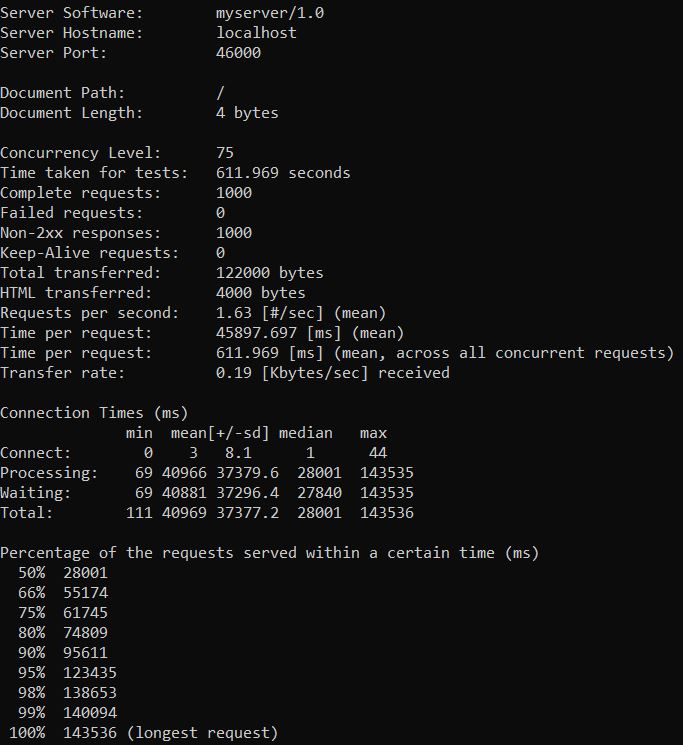 Server Software:        myserver/1.0
Server Hostname:        localhost
Server Port:            46000

Document Path:          /
Document Length:        4 bytes

Concurrency Level:      75
Time taken for tests:   611.969 seconds
Complete requests:      1000
Failed requests:        0
Non-2xx responses:      1000
Keep-Alive requests:    0
Total transferred:      122000 bytes
HTML transferred:       4000 bytes
Requests per second:    1.63 [#/sec] (mean)
Time per request:       45897.697 [ms] (mean)
Time per request:       611.969 [ms] (mean, across all concurrent requests)
Transfer rate:          0.19 [Kbytes/sec] received

Connection Times (ms)
              min  mean[+/-sd] median   max
Connect:        0    3   8.1      1      44
Processing:    69 40966 37379.6  28001  143535
Waiting:       69 40881 37296.4  27840  143535
Total:        111 40969 37377.2  28001  143536

Percentage of the requests served within a certain time (ms)
  50%  28001
  66%  55174
  75%  61745
  80%  74809
  90%  95611
  95%  123435
  98%  138653
  99%  140094
 100%  143536 (longest request)